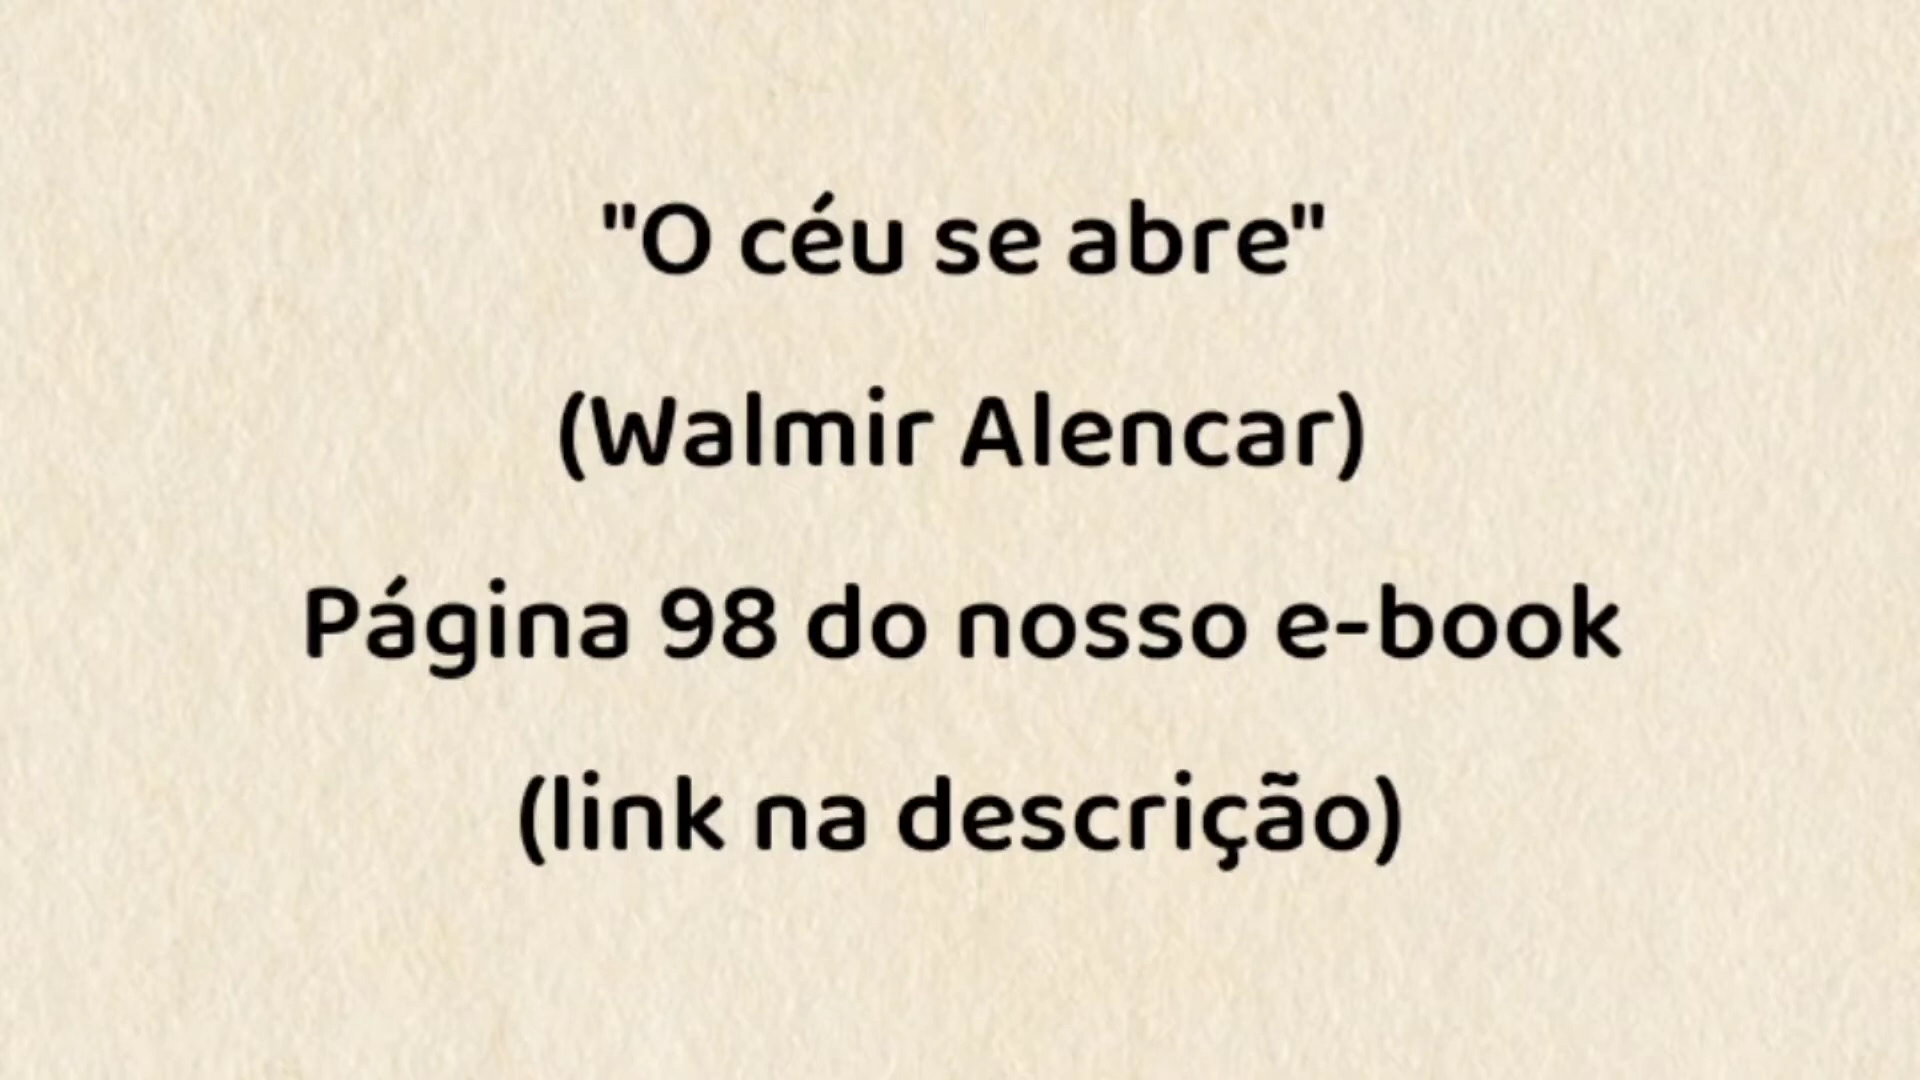 "O céu se abre"
(Walmir Alencar)
Página 98 do nosso e-book
(link na descrição)